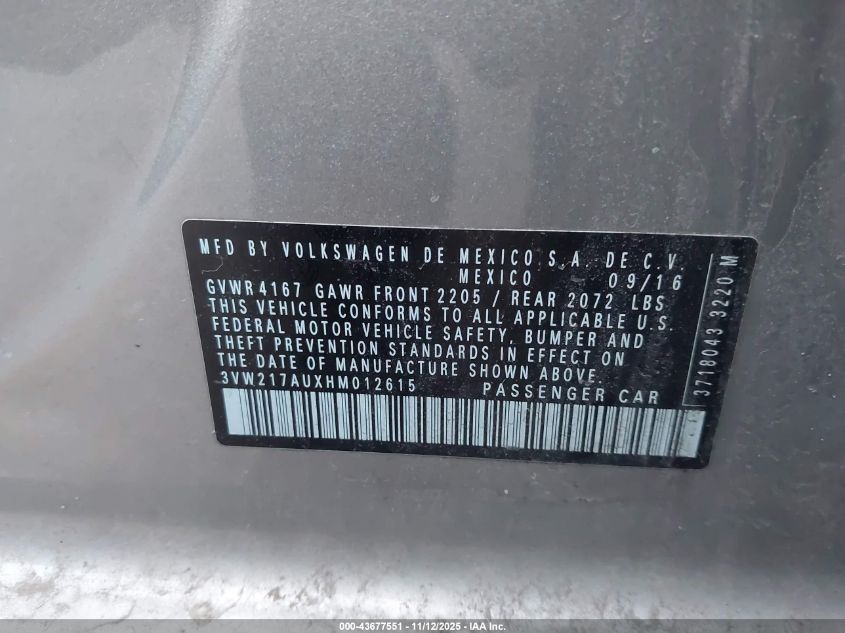 MFD BY VOLKSWAGEN DE MEXICO S.A. DE C.V.
MEXICO 09/16
GVWR 4167 GAWR FRONT 2205 / REAR 2072 LBS
THIS VEHICLE CONFORMS TO ALL APPLICABLE U.S.
FEDERAL MOTOR VEHICLE SAFETY, BUMPER AND
THEFT PREVENTION STANDARDS IN EFFECT ON
THE DATE OF MANUFACTURE SHOWN ABOVE.
3VW217AUXHM012615 PASSENGER CAR
3718043 3220 M
000-43677551 - 11/12/2025 - IAA Inc.